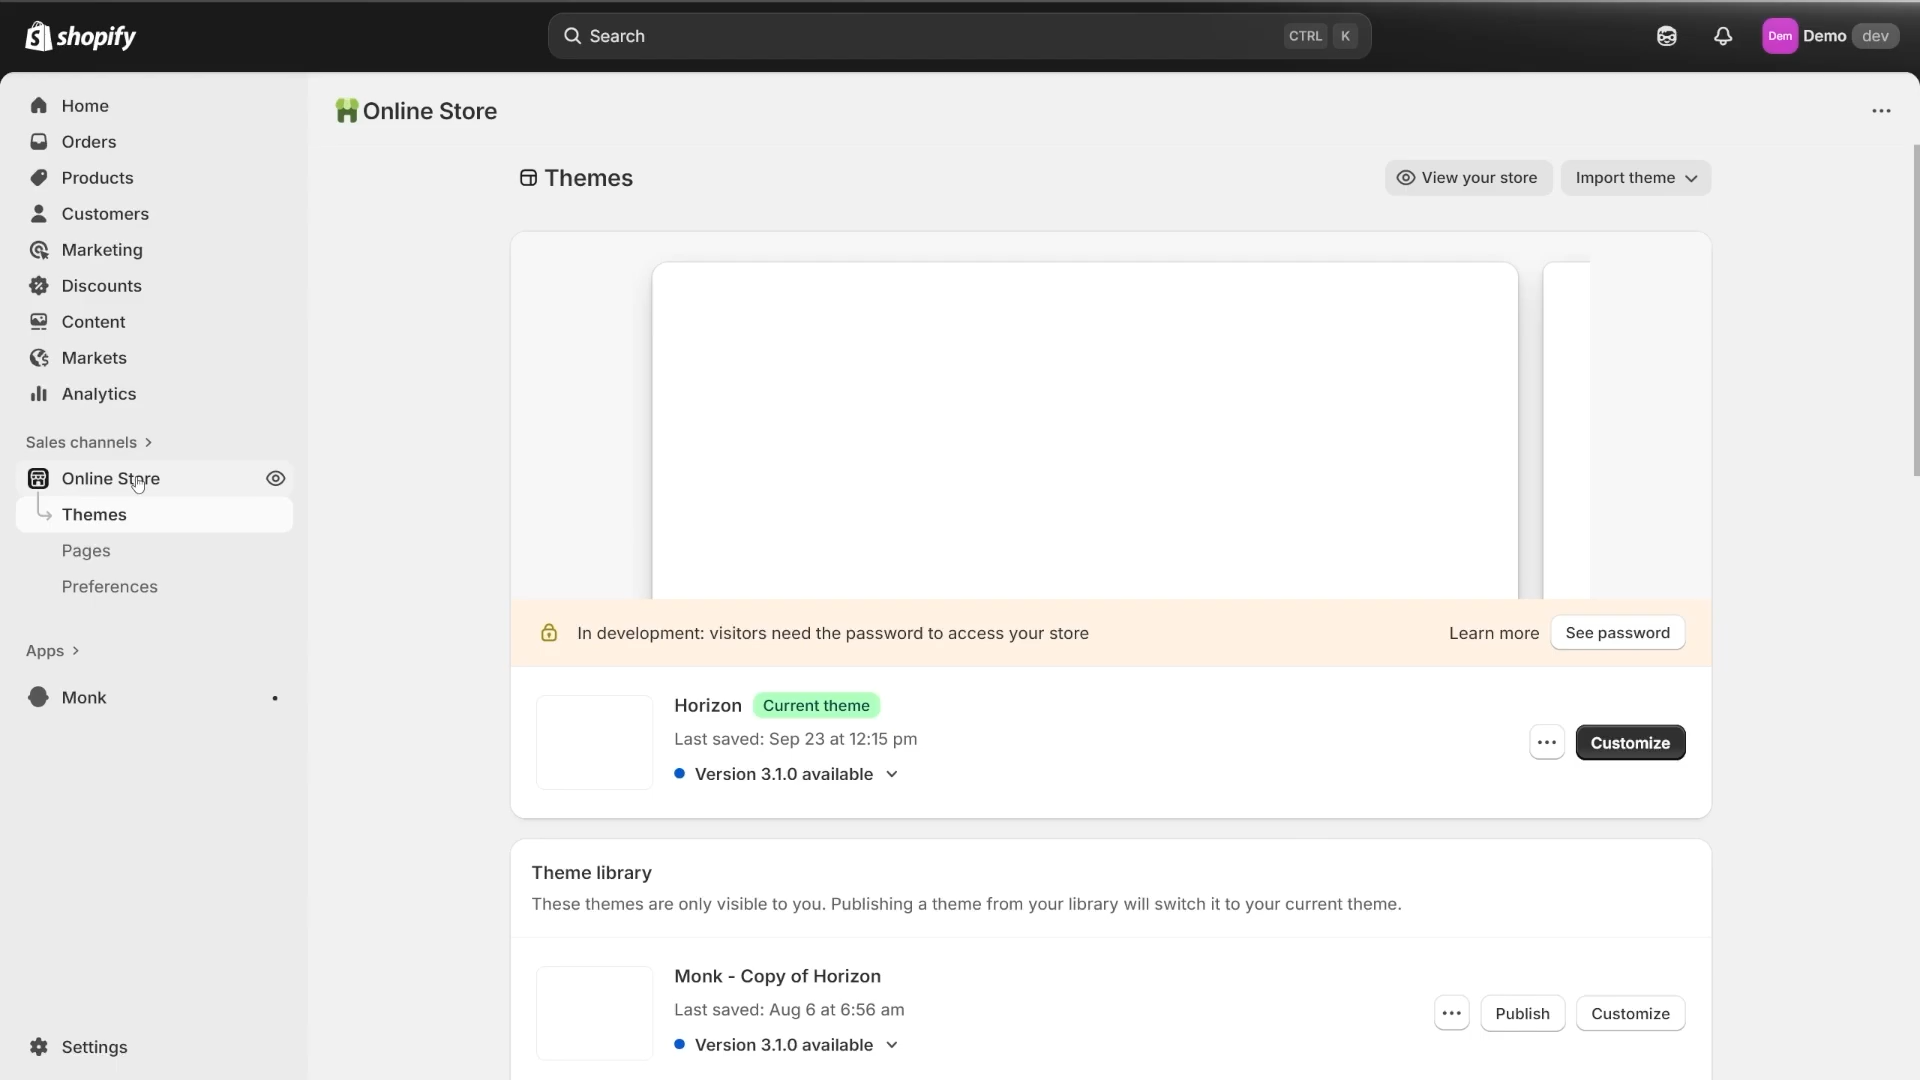 shopify
Search
CTRL K
Dem
Demo
dev
Home
Orders
Products
Customers
Marketing
Discounts
Content
Markets
Analytics
Sales channels
Online Store
Themes
Pages
Preferences
Apps
Monk
Settings
Online Store
Themes
View your store
Import theme
In development: visitors need the password to access your store
Learn more
See password
Horizon
Current theme
Last saved: Sep 23 at 12:15 pm
Version 3.1.0 available
Customize
Theme library
These themes are only visible to you. Publishing a theme from your library will switch it to your current theme.
Monk - Copy of Horizon
Last saved: Aug 6 at 6:56 am
Version 3.1.0 available
Publish
Customize